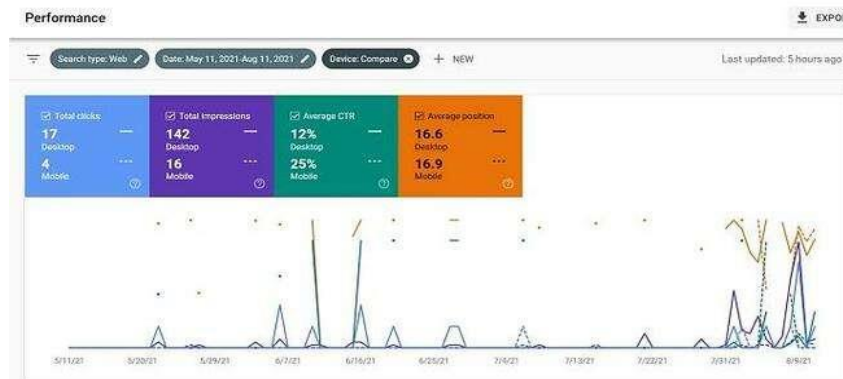 Performance
EXPO
Search type: Web
Date: May 11, 2021-Aug 11, 2021
Device: Compare
+ NEW
Last updated: 5 hours ago
Total clicks
17
Desktop
4
Mobile
Total impressions
142
Desktop
16
Mobile
Average CTR
12%
Desktop
25%
Mobile
Average position
16.6
Desktop
16.9
Mobile
5/11/21 5/20/21 5/29/21 6/7/21 6/16/21 6/25/21 7/4/21 7/13/21 7/22/21 7/31/21 8/9/21